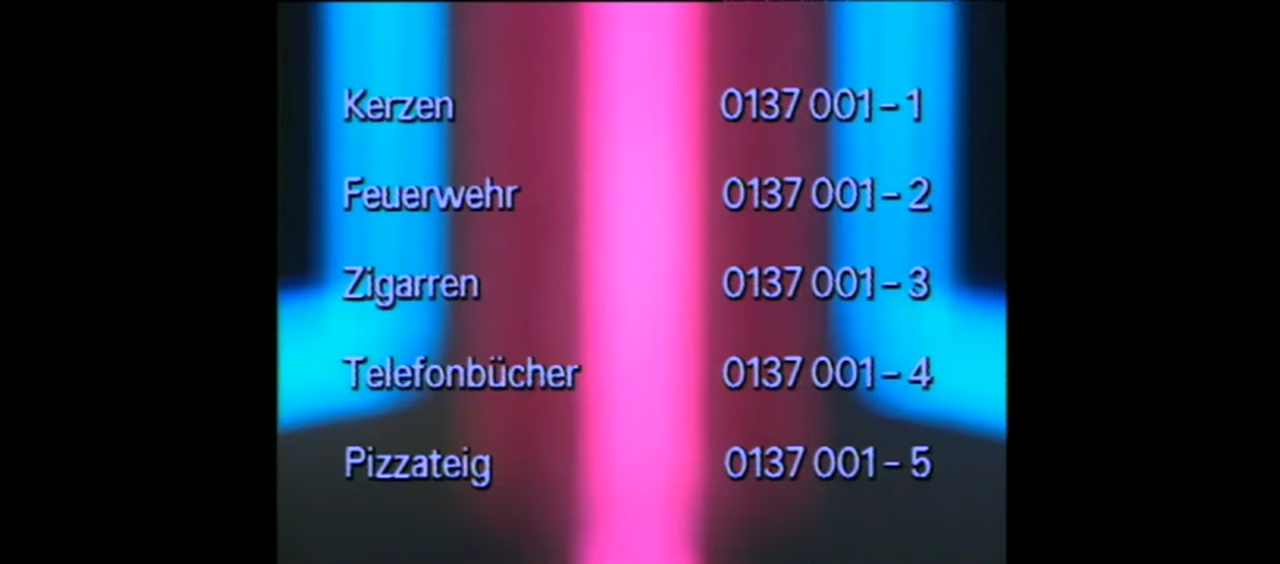 Kerzen 0137 001 – 1
Feuerwehr 0137 001 – 2
Zigarren 0137 001 – 3
Telefonbücher 0137 001 – 4
Pizzateig 0137 001 – 5